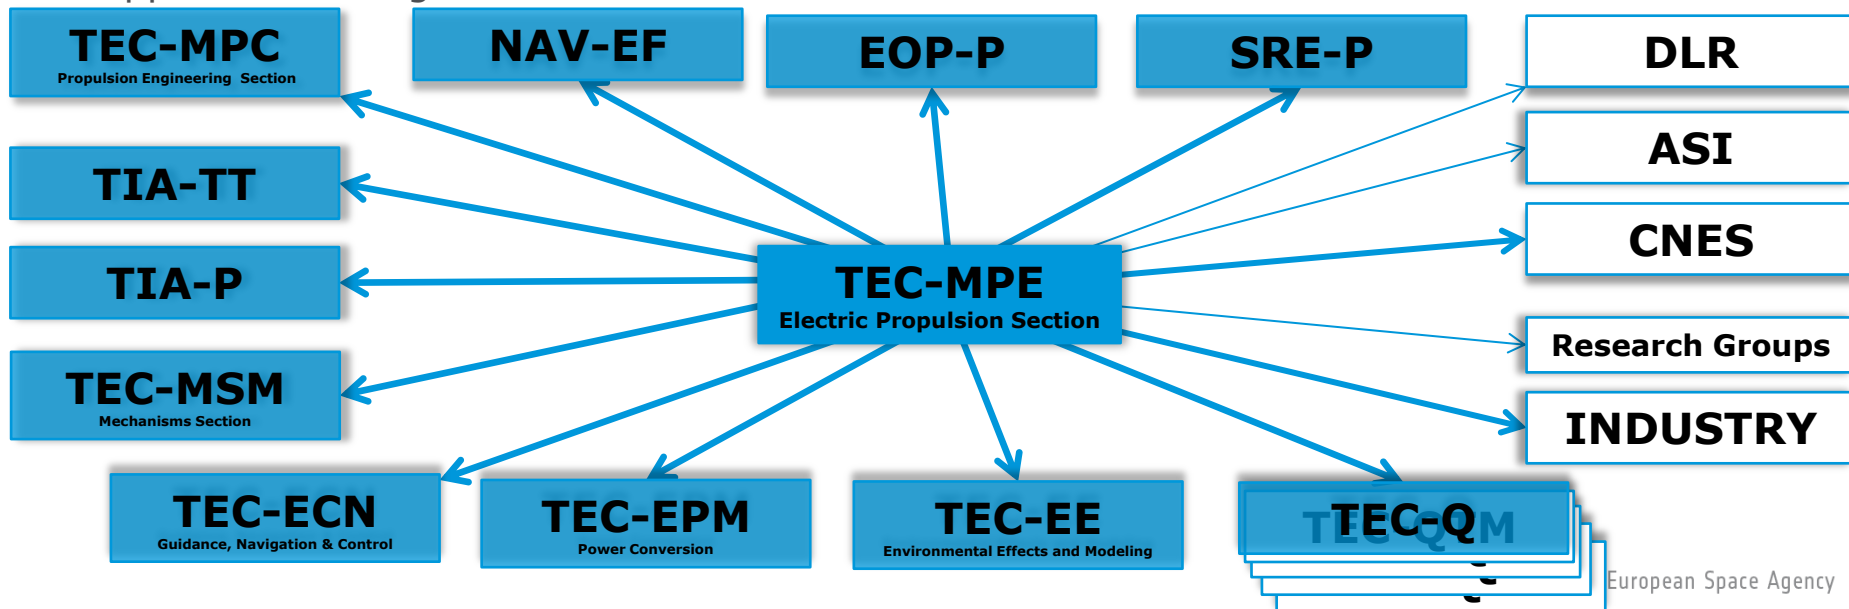 TEC-MPC
Propulsion Engineering Section
NAV-EF
EOP-P
SRE-P
DLR
ASI
TIA-TT
CNES
TIA-P
TEC-MPE
Electric Propulsion Section
Research Groups
TEC-MSM
Mechanisms Section
INDUSTRY
TEC-ECN
Guidance, Navigation & Control
TEC-EPM
Power Conversion
TEC-EE
Environmental Effects and Modeling
TEC-Q
TEC-QTM
European Space Agency